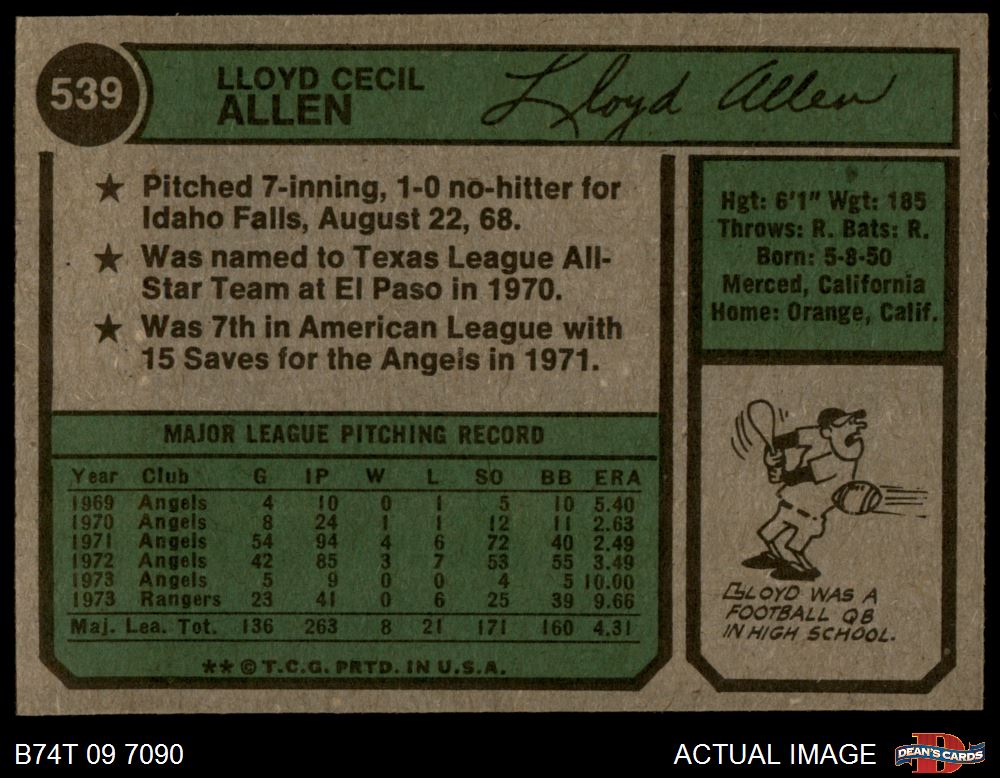 539
LLOYD CECIL
ALLEN
Lloyd Allen
★ Pitched 7-inning, 1-0 no-hitter for
Idaho Falls, August 22, 68.
★ Was named to Texas League All-
Star Team at El Paso in 1970.
★ Was 7th in American League with
15 Saves for the Angels in 1971.
Hgt: 6'1" Wgt: 185
Throws: R. Bats: R.
Born: 5-8-50
Merced, California
Home: Orange, Calif.
MAJOR LEAGUE PITCHING RECORD
Year Club G IP W L SO BB ERA
1969 Angels 4 10 0 1 5 10 5.40
1970 Angels 8 24 1 1 12 11 2.63
1971 Angels 54 94 4 6 72 40 2.49
1972 Angels 42 85 3 7 53 55 3.49
1973 Angels 5 9 0 0 4 5 10.00
1973 Rangers 23 41 0 6 25 39 9.66
Maj. Lea. Tot. 136 263 8 21 171 160 4.31
** © T.C.G. PRTD. IN U.S.A.
LLOYD WAS A
FOOTBALL QB
IN HIGH SCHOOL.
B74T 09 7090
ACTUAL IMAGE
DEAN'S CARDS